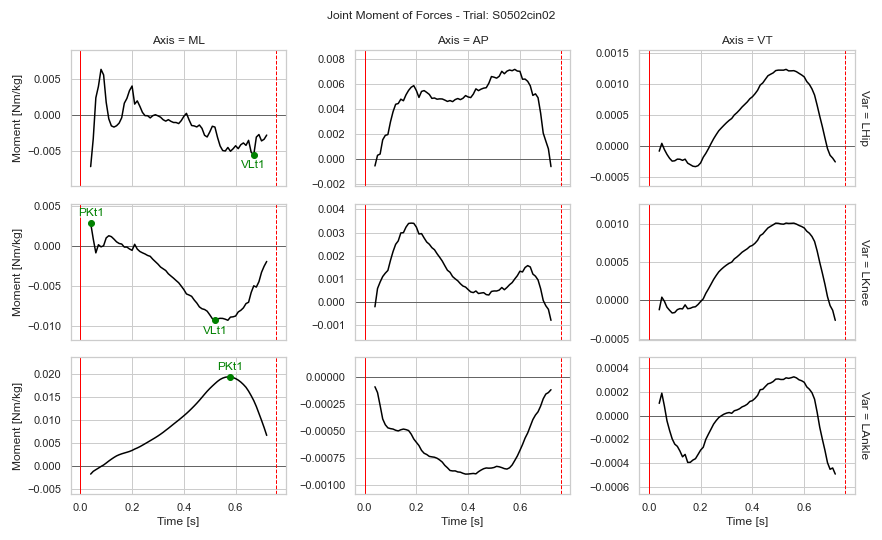 Joint Moment of Forces - Trial: S0502cin02
Axis = ML
Axis = AP
Axis = VT
Moment [Nm/kg]
0.005
0.000
−0.005
VLt1
0.008
0.006
0.004
0.002
0.000
−0.002
0.0015
0.0010
0.0005
0.0000
−0.0005
Var = LHip
Moment [Nm/kg]
0.005
0.000
−0.005
−0.010
PKt1
VLt1
0.004
0.003
0.002
0.001
0.000
−0.001
0.0010
0.0005
0.0000
−0.0005
Var = LKnee
Moment [Nm/kg]
0.020
0.015
0.010
0.005
0.000
−0.005
PKt1
0.00000
−0.00025
−0.00050
−0.00075
−0.00100
0.0004
0.0002
0.0000
−0.0002
−0.0004
−0.0006
Var = LAnkle
0.0 0.2 0.4 0.6
0.0 0.2 0.4 0.6
0.0 0.2 0.4 0.6
Time [s]
Time [s]
Time [s]